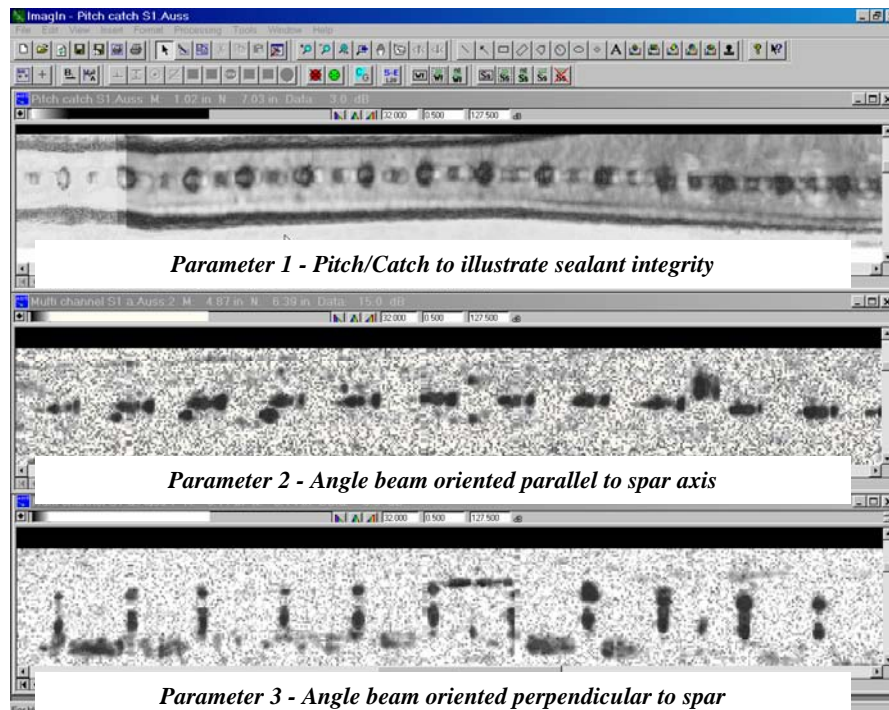 ImagIn - Pitch catch S1.Auss
File Edit View Insert Format Processing Tools Window Help
Pitch catch S1.Auss M: 1.02 in N: 7.03 in Data: 3.0 dB
32.000 0.500 127.500
Parameter 1 - Pitch/Catch to illustrate sealant integrity
Multi channel S1 a.Auss:2 M: 4.87 in N: 6.39 in Data: 15.0 dB
32.000 0.500 127.500
Parameter 2 - Angle beam oriented parallel to spar axis
32.000 0.500 127.500
Parameter 3 - Angle beam oriented perpendicular to spar